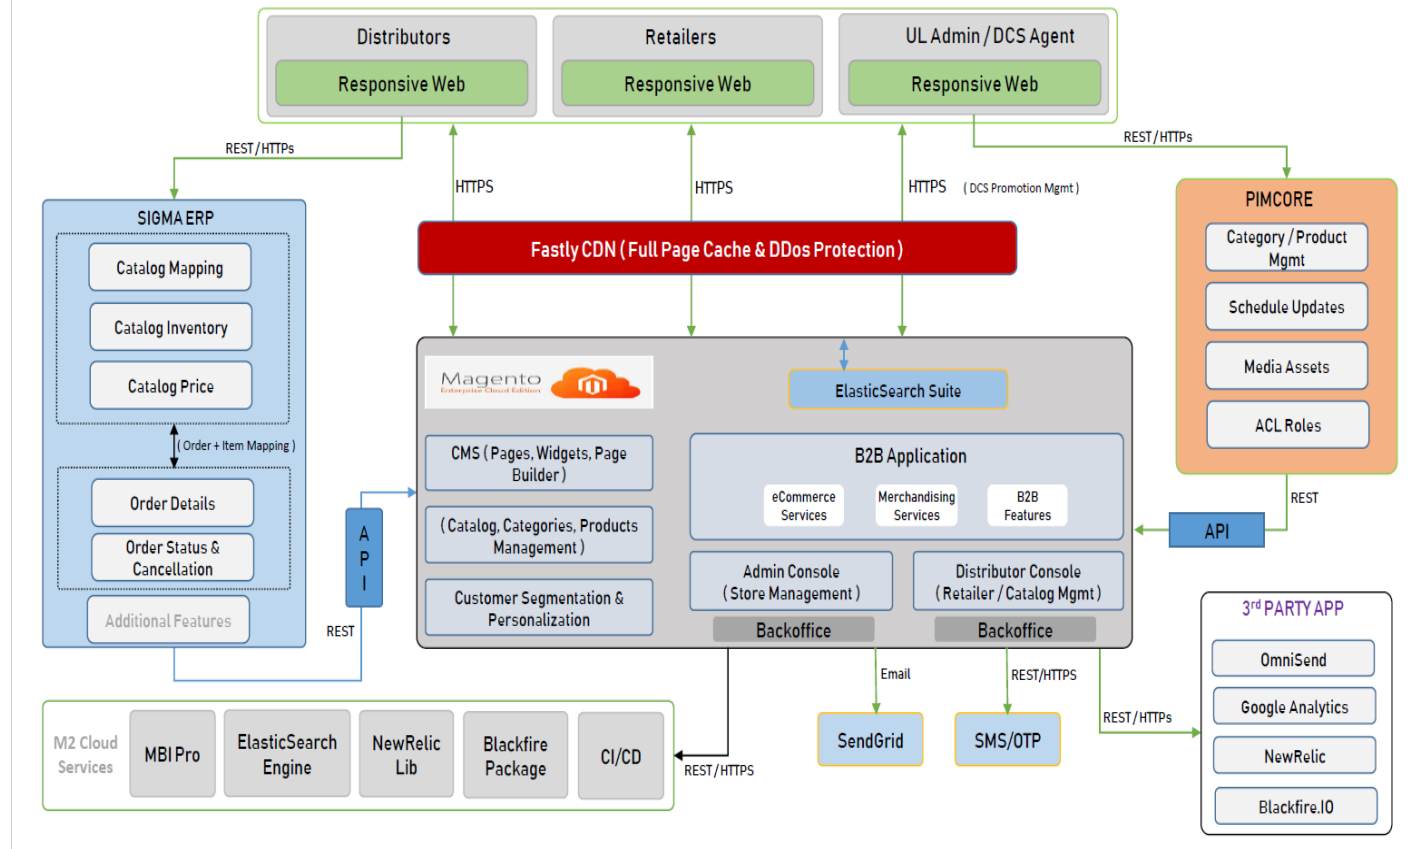 Distributors
Responsive Web
Retailers
Responsive Web
UL Admin / DCS Agent
Responsive Web
REST/HTTPs
HTTPS
HTTPS
HTTPS
( DCS Promotion Mgmt )
REST/HTTPs
Fastly CDN ( Full Page Cache & DDos Protection )
SIGMA ERP
Catalog Mapping
Catalog Inventory
Catalog Price
( Order + Item Mapping )
Order Details
Order Status &
Cancellation
Additional Features
A
P
I
REST
Magento
Enterprise Cloud Edition
ElasticSearch Suite
CMS ( Pages, Widgets, Page
Builder )
( Catalog, Categories, Products
Management )
Customer Segmentation &
Personalization
B2B Application
eCommerce
Services
Merchandising
Services
B2B
Features
Admin Console
( Store Management )
Distributor Console
( Retailer / Catalog Mgmt )
Backoffice
Backoffice
PIMCORE
Category / Product
Mgmt
Schedule Updates
Media Assets
ACL Roles
REST
API
3rd PARTY APP
OmniSend
Google Analytics
NewRelic
Blackfire.IO
Email
REST/HTTPS
REST/HTTPs
SendGrid
SMS/OTP
REST/HTTPS
M2 Cloud
Services
MBI Pro
ElasticSearch
Engine
NewRelic
Lib
Blackfire
Package
CI/CD